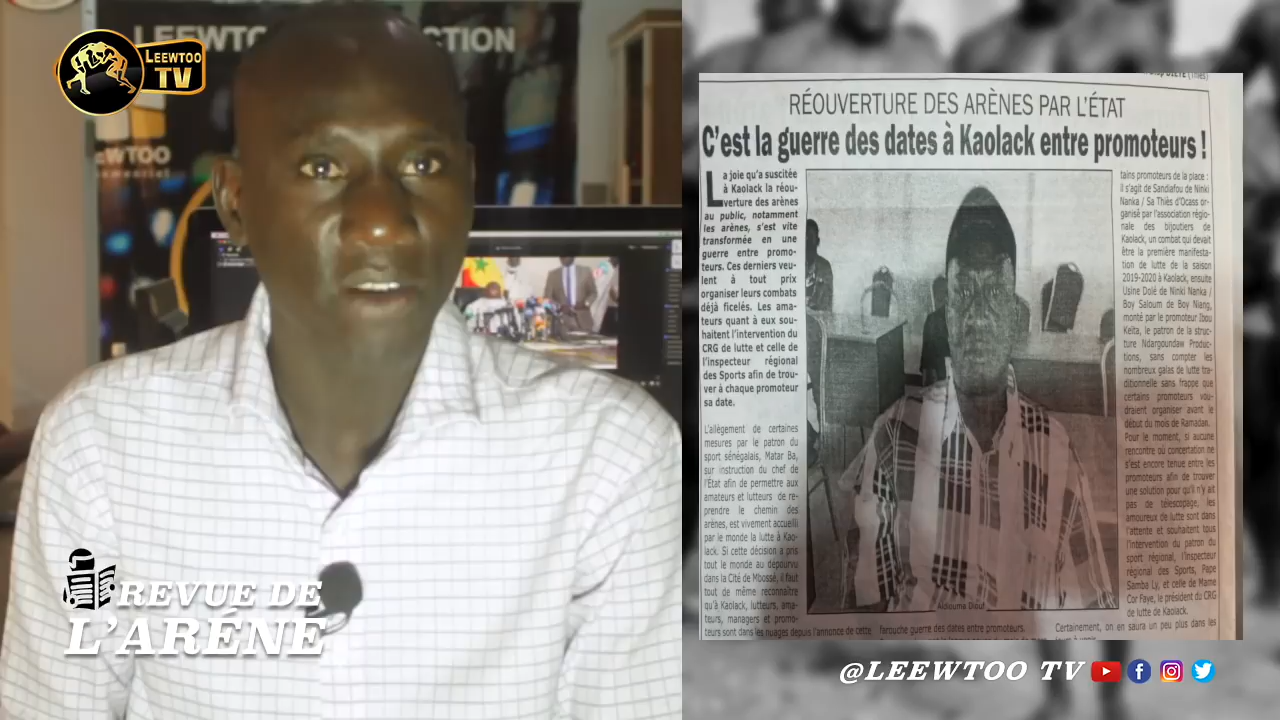 LEEWTOO
TV
EWTOO
REVUE DE
L'ARÉNE
RÉOUVERTURE DES ARÈNES PAR L'ÉTAT
C'est la guerre des dates à Kaolack entre promoteurs !
La joie qu'a suscitée
à Kaolack la réou-
verture des arènes
au public, notamment
les arènes, s'est vite
transformée en une
guerre entre promo-
teurs. Ces derniers veu-
lent à tout prix
organiser leurs combats
déjà ficelés. Les ama-
teurs quant à eux sou-
haitent l'intervention du
CRG de lutte et celle de
l'inspecteur régional
des Sports afin de trou-
ver à chaque promoteur
sa date.
L'allègement de certaines
mesures par le patron du
sport sénégalais, Matar Ba,
sur instruction du chef de
l'État afin de permettre aux
amateurs et lutteurs de re-
prendre le chemin des
arènes, est vivement accueilli
par le monde la lutte à Kao-
lack. Si cette décision a pris
tout le monde au dépourvu
dans la Cité de Mbossé, il faut
tout de même reconnaître
qu'à Kaolack, lutteurs, ama-
teurs, managers et promo-
teurs sont dans les nuages depuis l'annonce de cette
Aldiouma Diouf
farouche guerre des dates entre promoteurs.
tains promoteurs de la place :
il s'agit de Sandiafou de Ninki
Nanka / Sa Thiès d'Ocass or-
ganisé par l'association régio-
nale des bijoutiers de
Kaolack, un combat qui devait
être la première manifesta-
tion de lutte de la saison
2019-2020 à Kaolack, ensuite
Usine Dolé de Ninki Nanka /
Boy Saloum de Boy Niang,
monté par le promoteur Ibou
Keita, le patron de la struc-
ture Ndargoundaw Produc-
tions, sans compter les
nombreux galas de lutte tra-
ditionnelle sans frappe que
certains promoteurs vou-
draient organiser avant le
début du mois de Ramadan.
Pour le moment, si aucune
rencontre ou concertation ne
s'est encore tenue entre les
promoteurs afin de trouver
une solution pour qu'il n'y ait
pas de télescopage, les
amoureux de lutte sont dans
l'attente et souhaitent tous
l'intervention du patron du
sport régional, l'inspecteur
régional des Sports, Pape
Samba Ly, et celle de Mame
Cor Faye, le président du CRG
de lutte de Kaolack.
Certainement, on en saura un peu plus dans les
@LEEWTOO TV